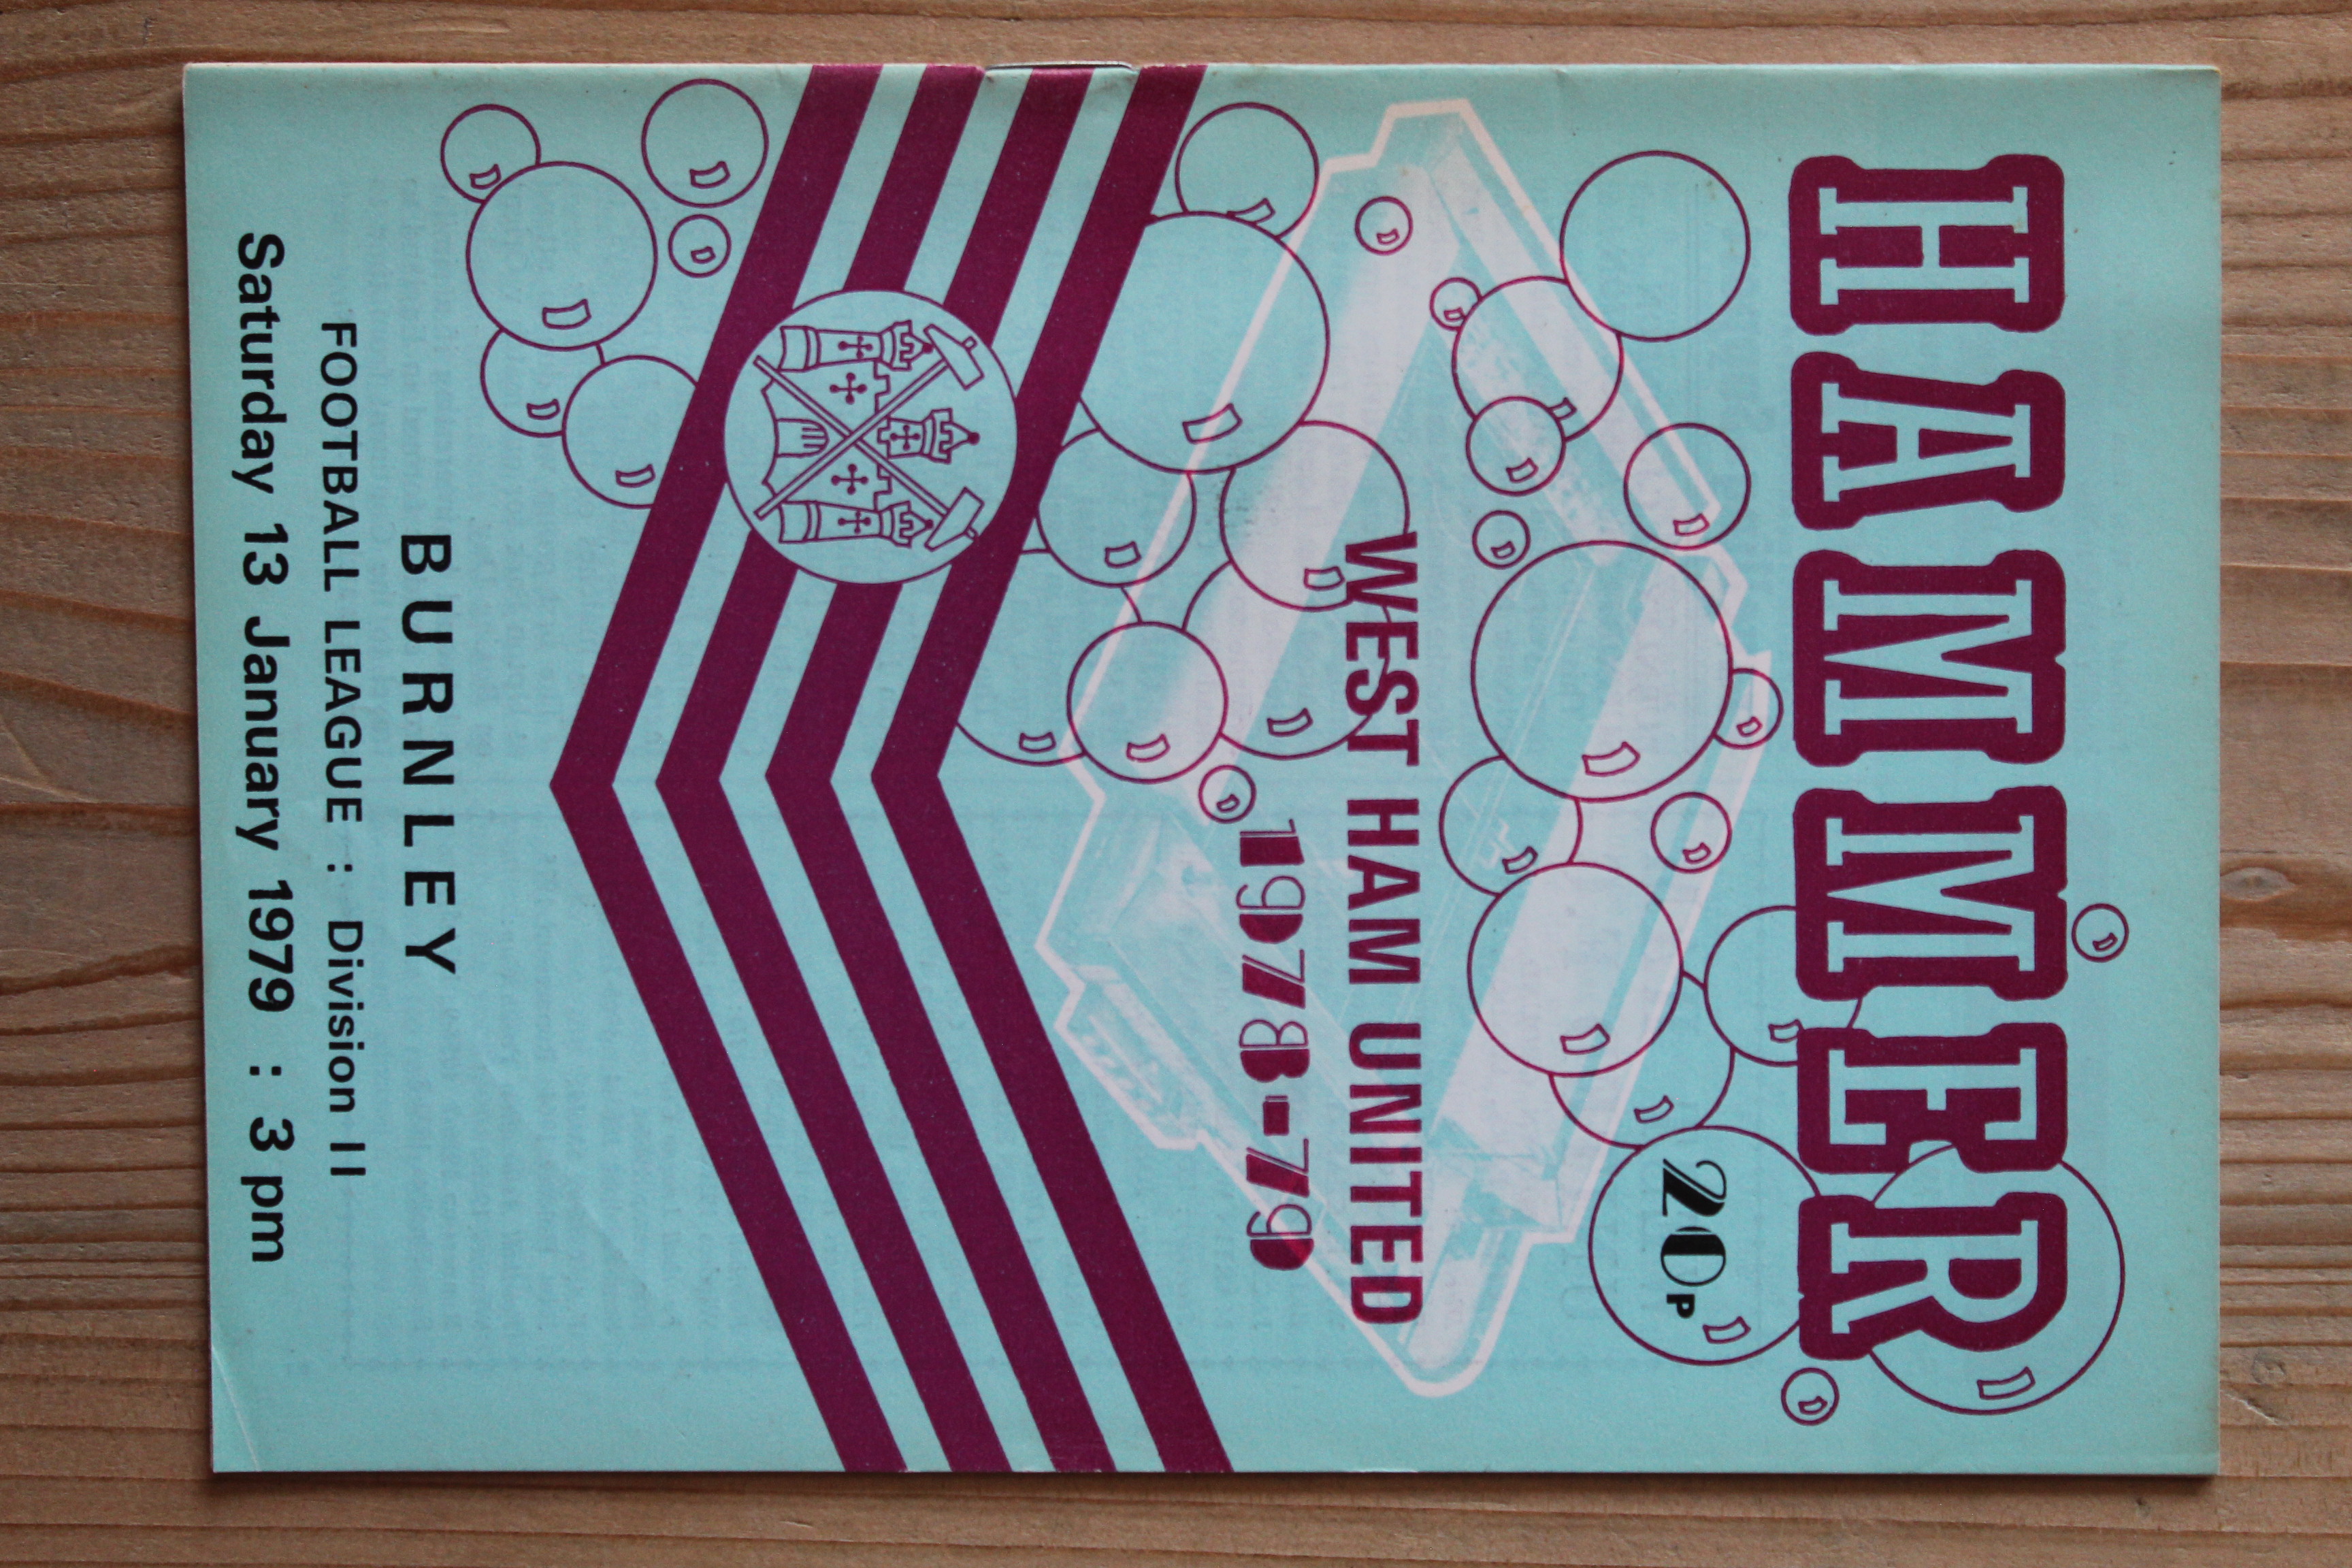 HAMMER
20P
WEST HAM UNITED
1978-79
BURNLEY
FOOTBALL LEAGUE : Division II
Saturday 13 January 1979 : 3 pm